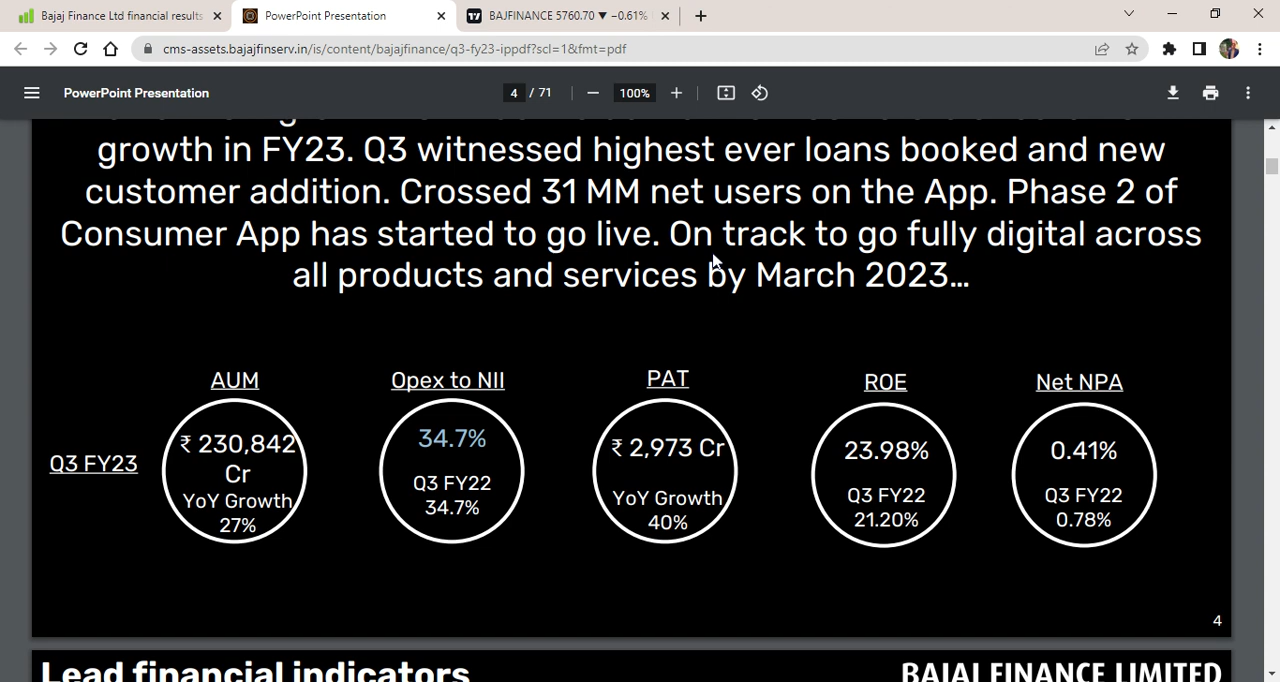 Bajaj Finance Ltd financial results
PowerPoint Presentation
BAJFINANCE 5760.70 ▼ −0.61%
cms-assets.bajajfinserv.in/is/content/bajajfinance/q3-fy23-ippdf?scl=1&fmt=pdf
PowerPoint Presentation
4 / 71
100%
growth in FY23. Q3 witnessed highest ever loans booked and new
customer addition. Crossed 31 MM net users on the App. Phase 2 of
Consumer App has started to go live. On track to go fully digital across
all products and services by March 2023…
AUM
Opex to NII
PAT
ROE
Net NPA
Q3 FY23
₹ 230,842
Cr
YoY Growth
27%
34.7%
Q3 FY22
34.7%
₹ 2,973 Cr
YoY Growth
40%
23.98%
Q3 FY22
21.20%
0.41%
Q3 FY22
0.78%
4
Lead financial indicators
BAJAJ FINANCE LIMITED